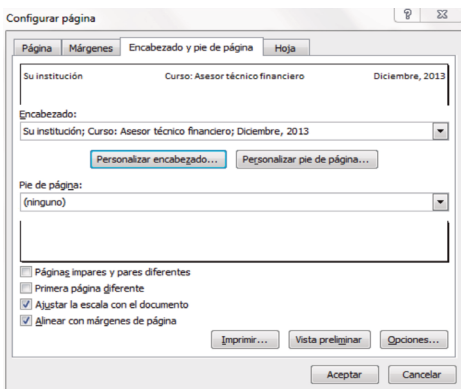 Configurar página
Página Márgenes Encabezado y pie de página Hoja
Su institución Curso: Asesor técnico financiero Diciembre, 2013
Encabezado:
Su institución; Curso: Asesor técnico financiero; Diciembre, 2013
Personalizar encabezado... Personalizar pie de página...
Pie de página:
(ninguno)
Páginas impares y pares diferentes
Primera página diferente
Ajustar la escala con el documento
Alinear con márgenes de página
Imprimir... Vista preliminar Opciones...
Aceptar Cancelar